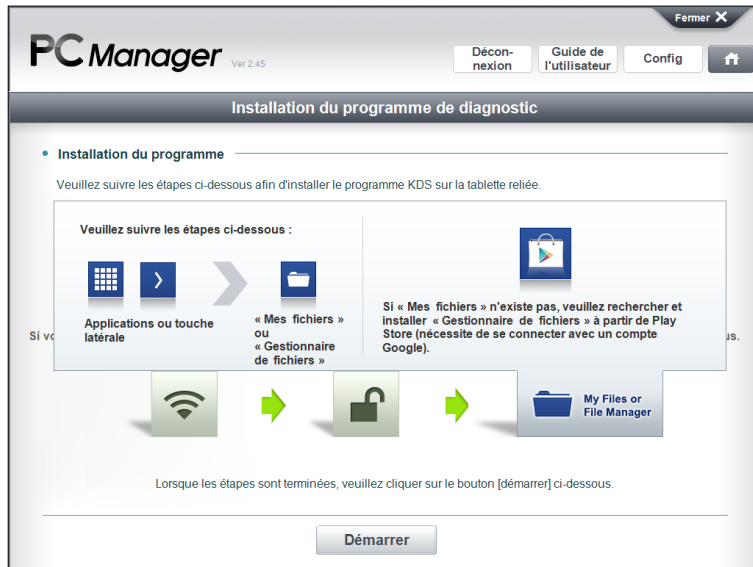 Fermer X
PC Manager Ver 2.45
Décon-
nexion
Guide de
l'utilisateur
Config
Installation du programme de diagnostic
Installation du programme
Veuillez suivre les étapes ci-dessous afin d'installer le programme KDS sur la tablette reliée.
Veuillez suivre les étapes ci-dessous :
Applications ou touche
latérale
« Mes fichiers »
ou
« Gestionnaire
de fichiers »
Si « Mes fichiers » n'existe pas, veuillez rechercher et
installer « Gestionnaire de fichiers » à partir de Play
Store (nécessite de se connecter avec un compte
Google).
Si
My Files or
File Manager
Lorsque les étapes sont terminées, veuillez cliquer sur le bouton [démarrer] ci-dessous.
Démarrer